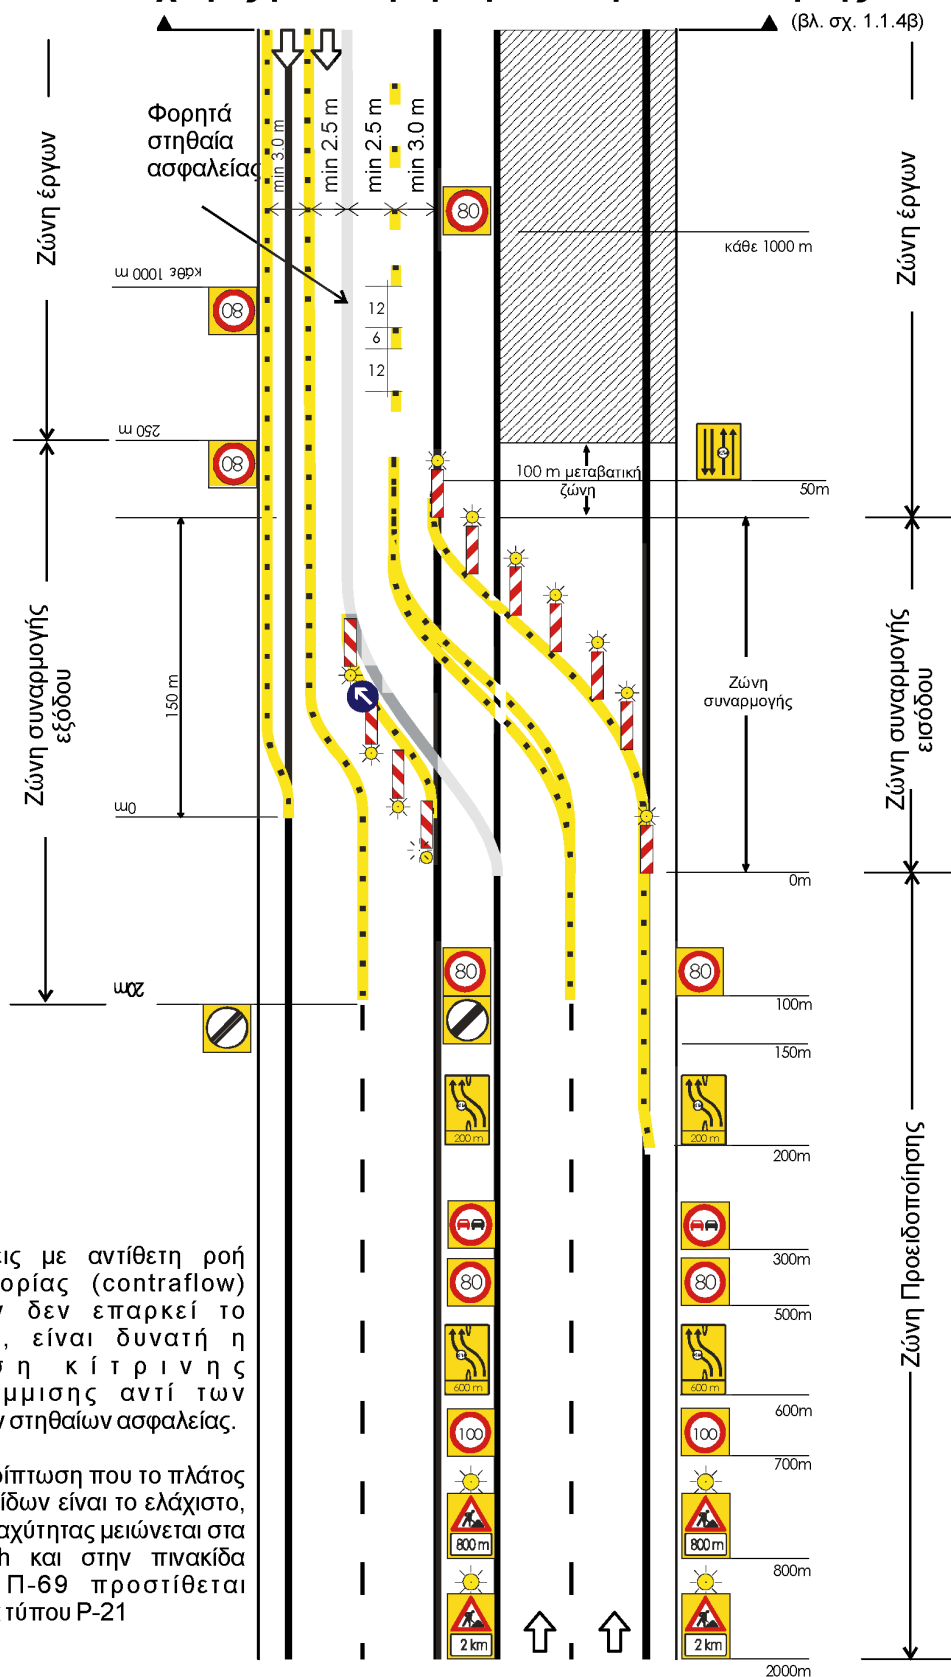 (βλ. σχ. 1.1.4β)
Φορητά
στηθαία
ασφαλείας
min 3.0 m
min 2.5 m
min 2.5 m
min 3.0 m
Ζώνη έργων
Ζώνη έργων
80
κάθε 1000 m
κάθε 1000 m
80
12
6
12
250 m
80
100 m μεταβατική
ζώνη
50m
Ζώνη συναρμογής
εξόδου
150 m
Ζώνη
συναρμογής
Ζώνη συναρμογής
εισόδου
0m
0m
20m
80
80
100m
150m
200 m
200 m
200m
300m
80
80
500m
600 m
600 m
600m
100
100
700m
800 m
800 m
800m
2 km
2 km
2000m
Ζώνη Προειδοποίησης
εις με αντίθετη ροή
ορίας (contraflow)
ν δεν επαρκεί το
, είναι δυνατή η
ση κίτρινης
άμμισης αντί των
ν στηθαίων ασφαλείας.
ρίπτωση που το πλάτος
ίδων είναι το ελάχιστο,
αχύτητας μειώνεται στα
h και στην πινακίδα
Π-69 προστίθεται
α τύπου Ρ-21